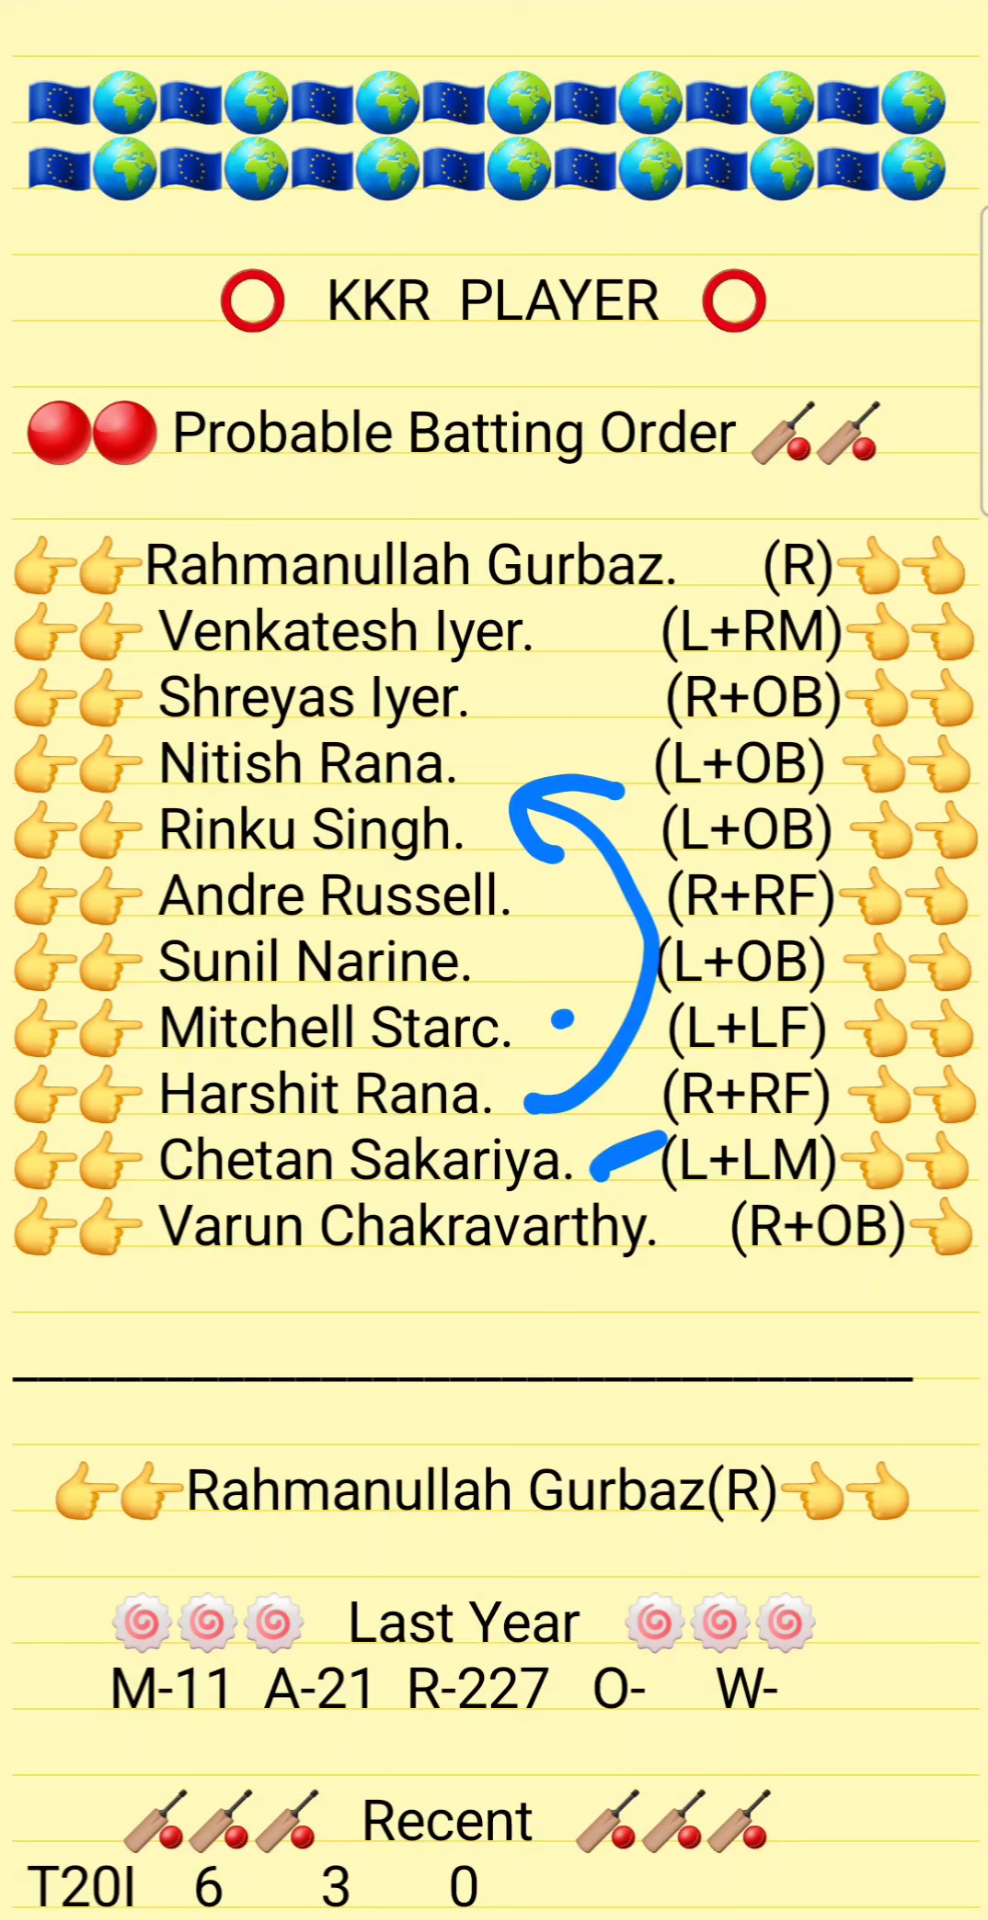 KKR PLAYER
Probable Batting Order
Rahmanullah Gurbaz. (R)
Venkatesh Iyer. (L+RM)
Shreyas Iyer. (R+OB)
Nitish Rana. (L+OB)
Rinku Singh. (L+OB)
Andre Russell. (R+RF)
Sunil Narine. (L+OB)
Mitchell Starc. (L+LF)
Harshit Rana. (R+RF)
Chetan Sakariya. (L+LM)
Varun Chakravarthy. (R+OB)
Rahmanullah Gurbaz(R)
Last Year
M-11 A-21 R-227 O- W-
Recent
T20I 6 3 0